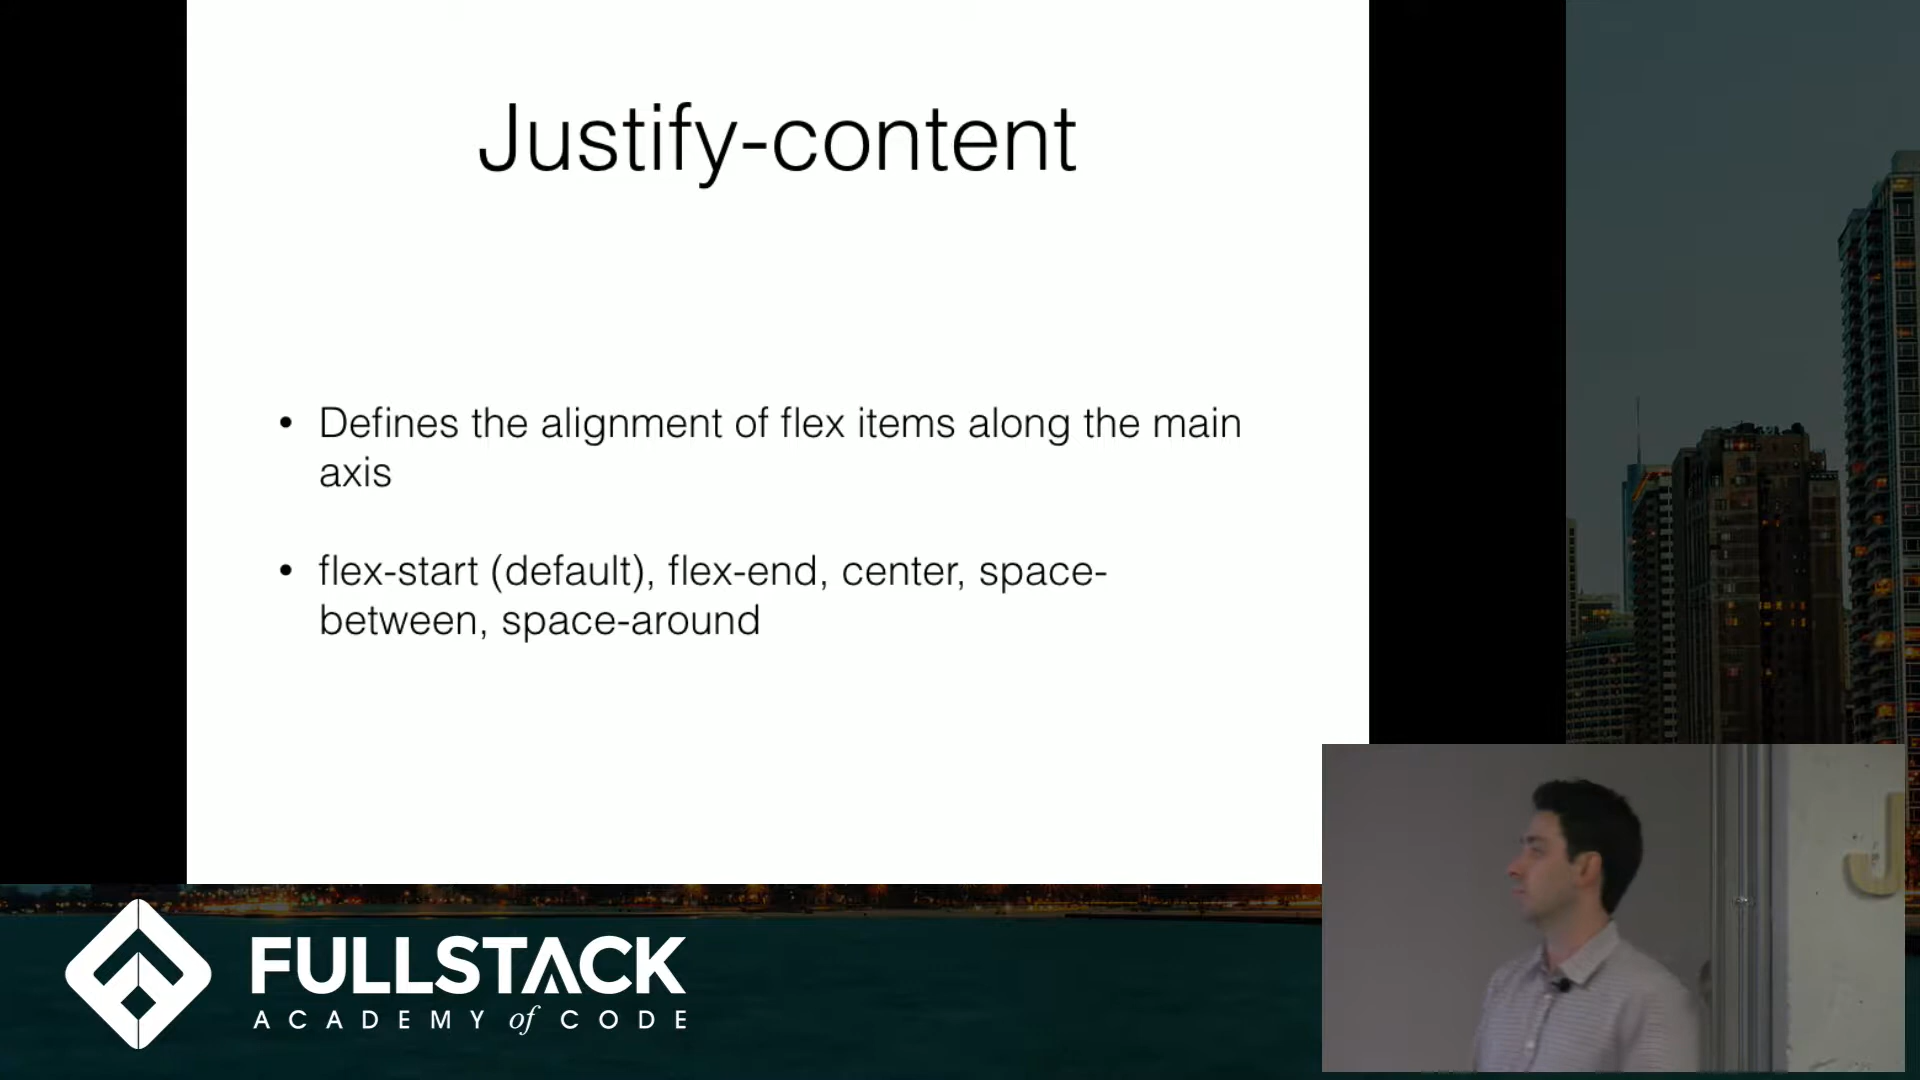 Justify-content
• Defines the alignment of flex items along the main
axis
• flex-start (default), flex-end, center, space-
between, space-around
FULLSTACK
ACADEMY of CODE
J